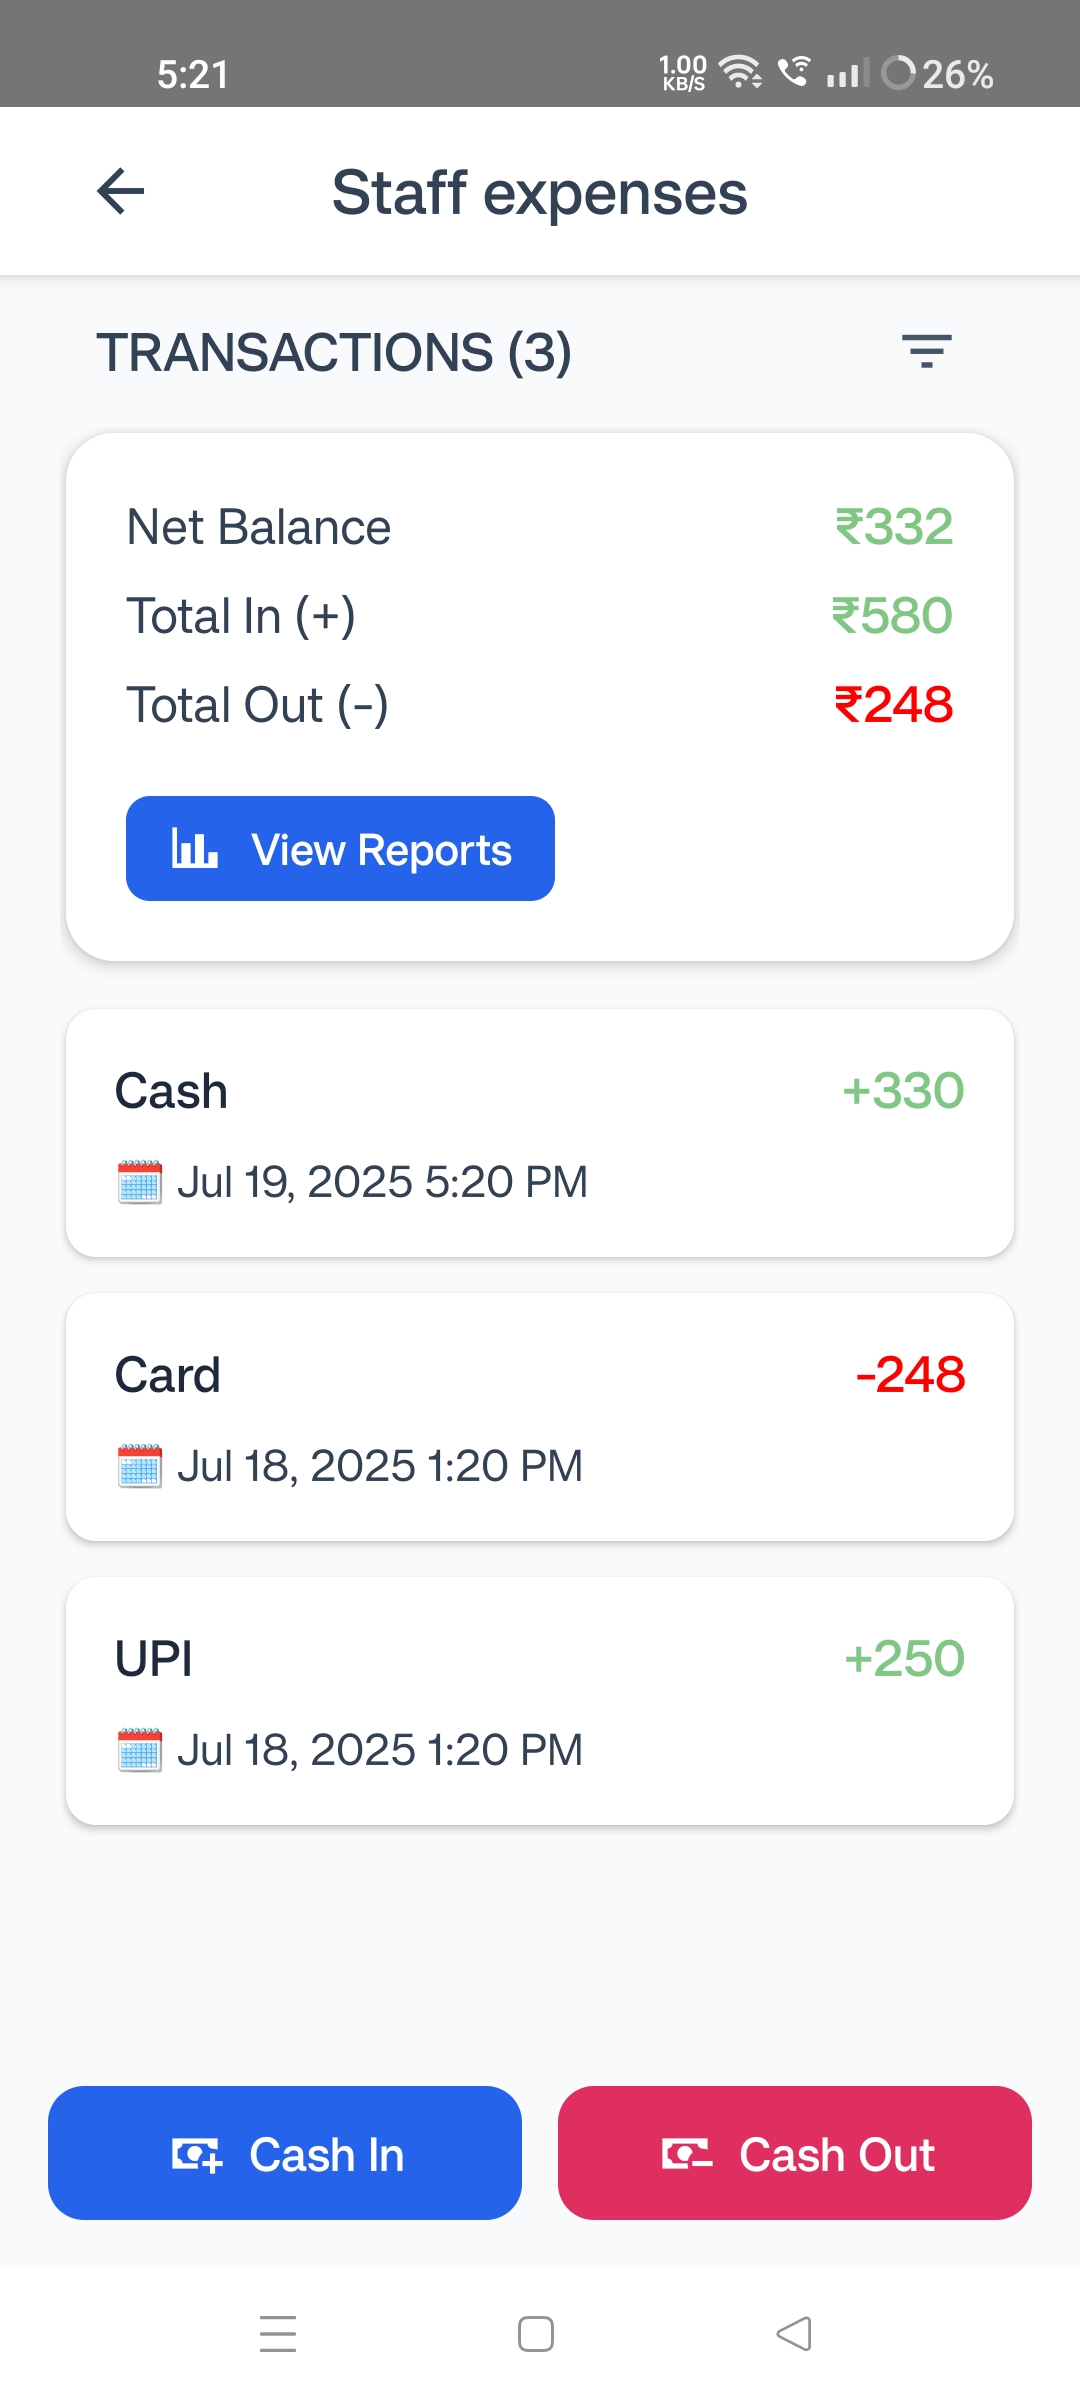 5:21
1.00 KB/S
26%
Staff expenses
TRANSACTIONS (3)
Net Balance ₹332
Total In (+) ₹580
Total Out (-) ₹248
View Reports
Cash +330
Jul 19, 2025 5:20 PM
Card -248
Jul 18, 2025 1:20 PM
UPI +250
Jul 18, 2025 1:20 PM
Cash In
Cash Out